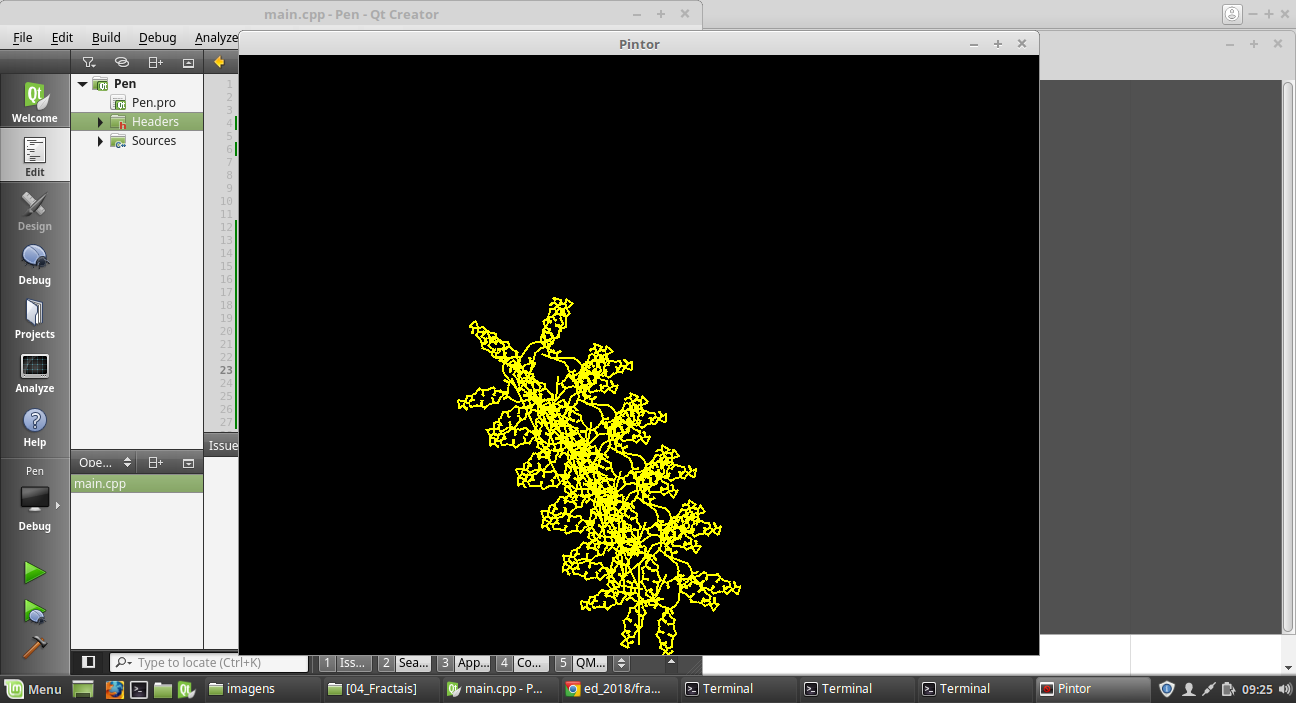 main.cpp - Pen - Qt Creator
File Edit Build Debug Analyze
Pintor
Welcome
Edit
Design
Debug
Projects
Analyze
Help
Pen
Debug
Pen
Pen.pro
Headers
Sources
Ope...
main.cpp
1
2
3
4
5
6
7
8
9
10
11
12
13
14
15
16
17
18
19
20
21
22
23
24
25
26
27
Issue
Type to locate (Ctrl+K)
1 Iss...
2 Sea...
3 App...
4 Co...
5 QM...
Menu
imagens
[04_Fractais]
main.cpp - P...
ed_2018/fra...
Terminal
Terminal
Terminal
Pintor
09:25